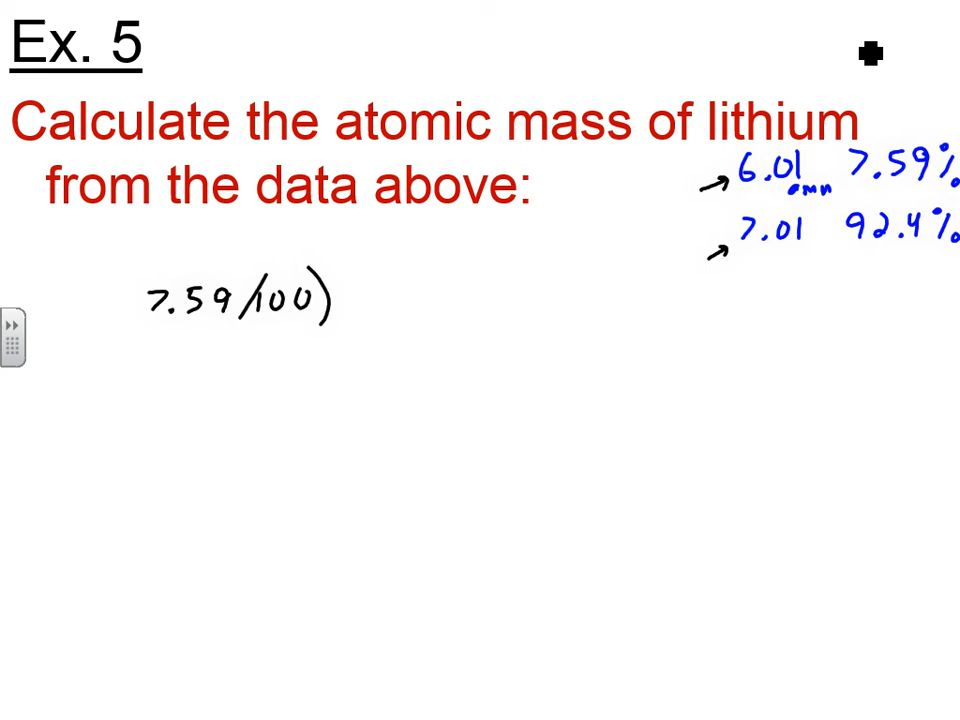 Ex. 5
Calculate the atomic mass of lithium
from the data above:
6.01 7.59%
amu
7.01 92.4%
7.59/100)